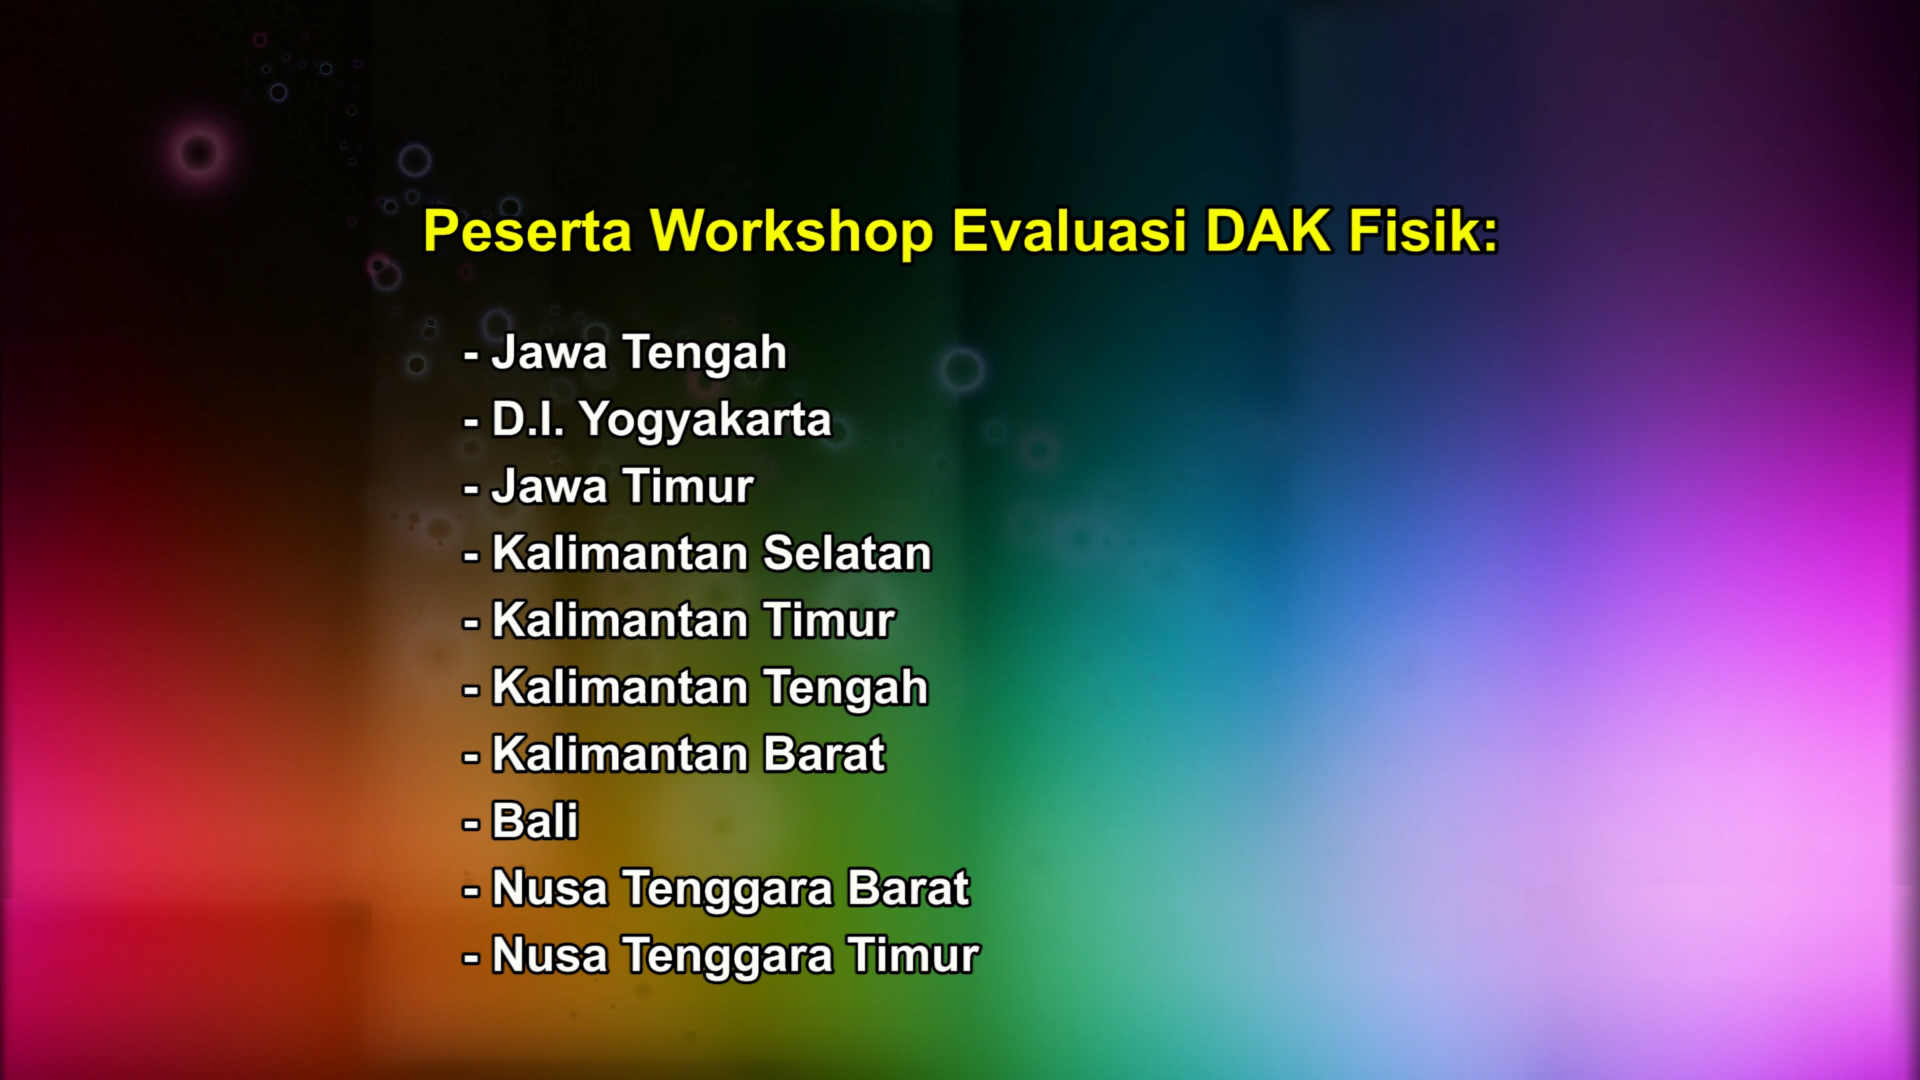 Peserta Workshop Evaluasi DAK Fisik:
- Jawa Tengah
- D.I. Yogyakarta
- Jawa Timur
- Kalimantan Selatan
- Kalimantan Timur
- Kalimantan Tengah
- Kalimantan Barat
- Bali
- Nusa Tenggara Barat
- Nusa Tenggara Timur